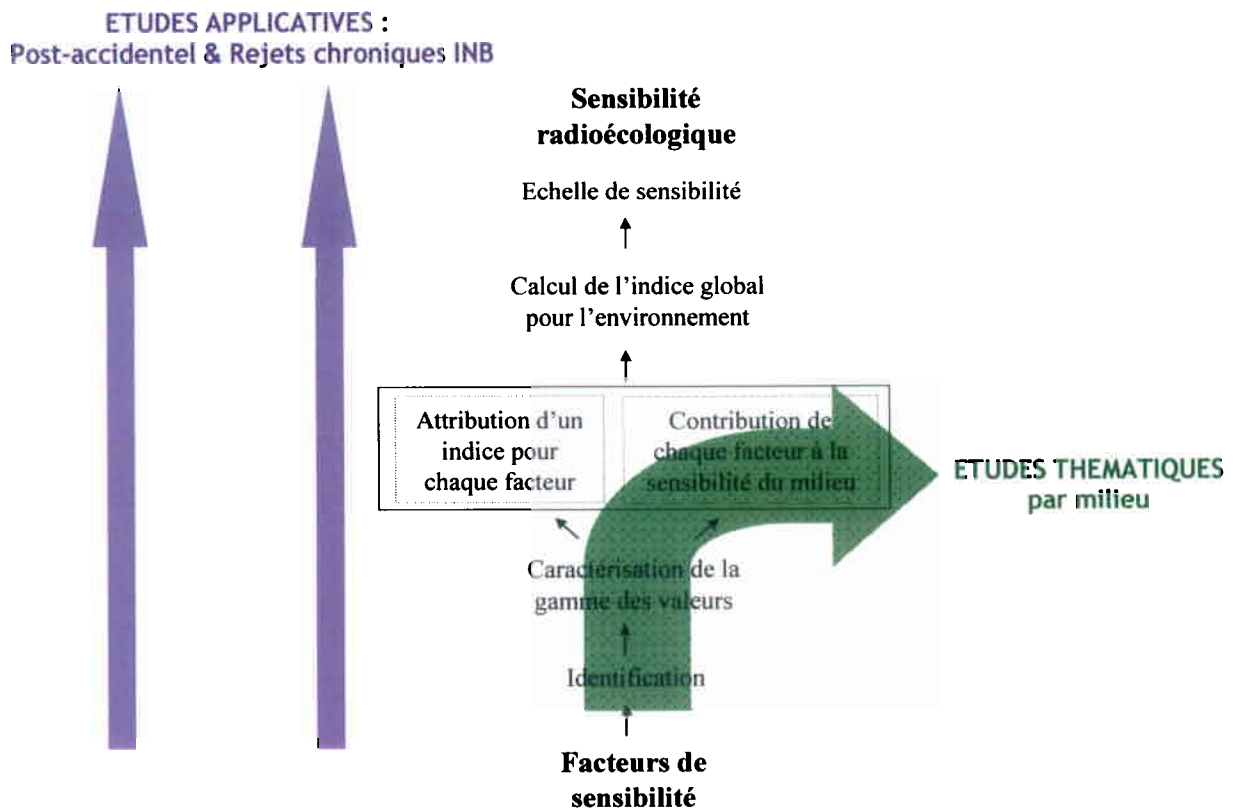 ETUDES APPLICATIVES :
Post-accidentel & Rejets chroniques INB
Sensibilité
radioécologique
Echelle de sensibilité
Calcul de l'indice global
pour l'environnement
Attribution d'un
indice pour
chaque facteur
Contribution de
chaque facteur à la
sensibilité du milieu
ETUDES THEMATIQUES
par milieu
Caractérisation de la
gamme des valeurs
Identification
Facteurs de
sensibilité